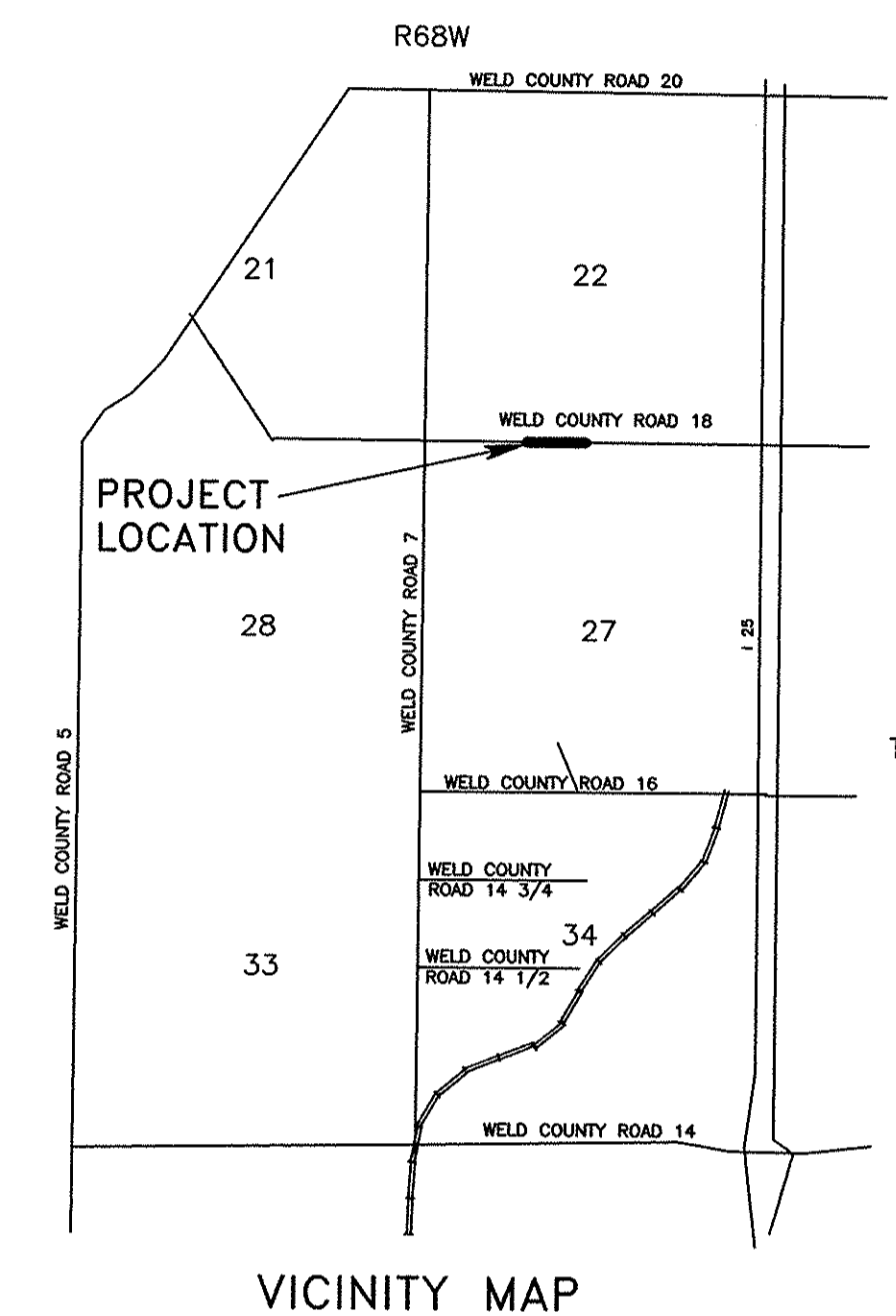 R68W
WELD COUNTY ROAD 20
21
22
WELD COUNTY ROAD 18
PROJECT
LOCATION
WELD COUNTY ROAD 7
28
27
I 25
WELD COUNTY ROAD 5
T
WELD COUNTY ROAD 16
WELD COUNTY
ROAD 14 3/4
34
33
WELD COUNTY
ROAD 14 1/2
WELD COUNTY ROAD 14
VICINITY MAP